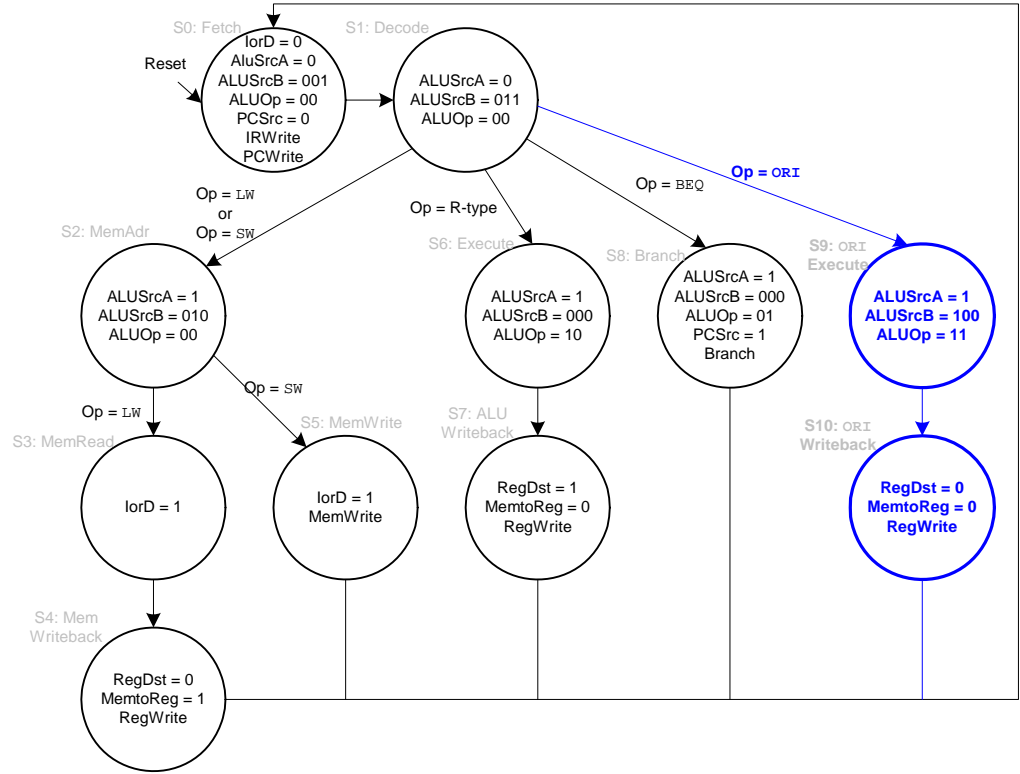 S0: Fetch
IorD = 0
AluSrcA = 0
ALUSrcB = 001
ALUOp = 00
PCSrc = 0
IRWrite
PCWrite
Reset
S1: Decode
ALUSrcA = 0
ALUSrcB = 011
ALUOp = 00
Op = LW
or
Op = SW
Op = R-type
Op = BEQ
Op = ORI
S2: MemAdr
ALUSrcA = 1
ALUSrcB = 010
ALUOp = 00
S6: Execute
ALUSrcA = 1
ALUSrcB = 000
ALUOp = 10
S8: Branch
ALUSrcA = 1
ALUSrcB = 000
ALUOp = 01
PCSrc = 1
Branch
S9: ORI
Execute
ALUSrcA = 1
ALUSrcB = 100
ALUOp = 11
Op = LW
Op = SW
S3: MemRead
IorD = 1
S5: MemWrite
IorD = 1
MemWrite
S7: ALU
Writeback
RegDst = 1
MemtoReg = 0
RegWrite
S10: ORI
Writeback
RegDst = 0
MemtoReg = 0
RegWrite
S4: Mem
Writeback
RegDst = 0
MemtoReg = 1
RegWrite